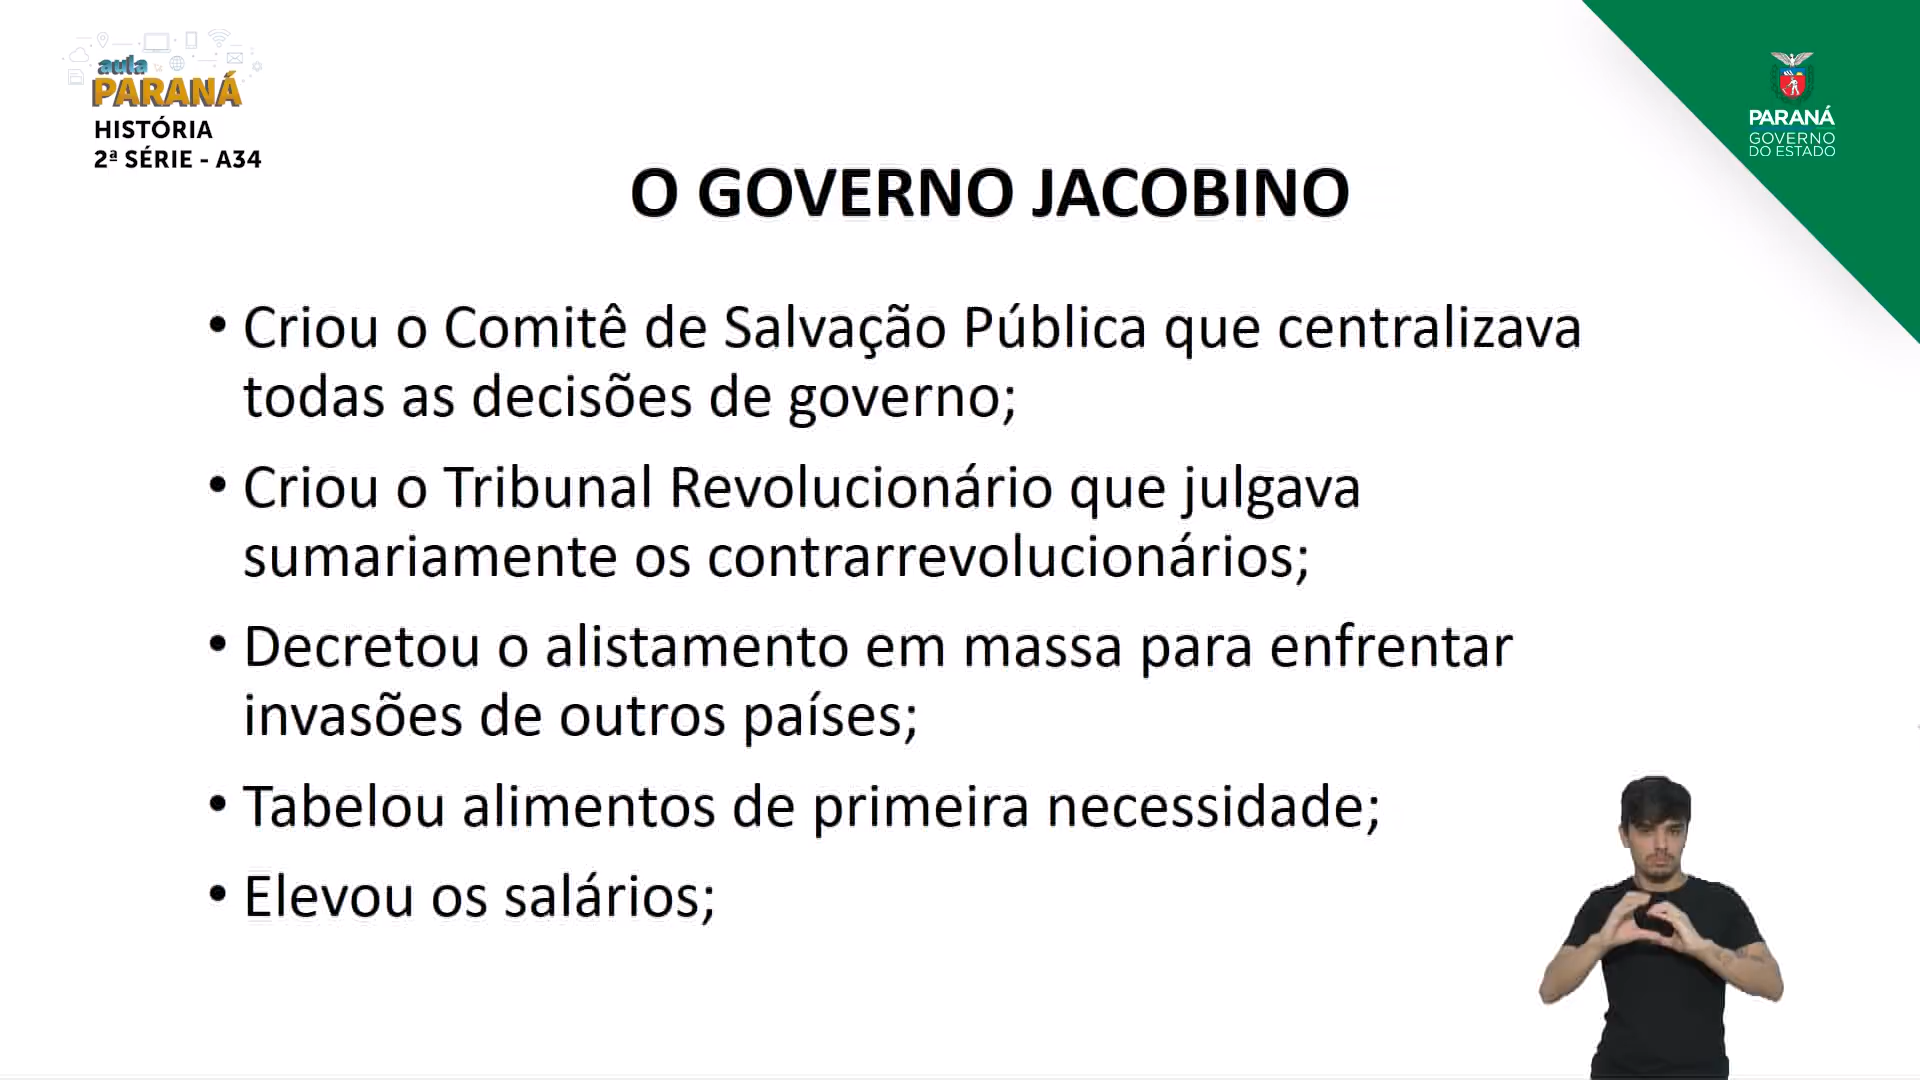 aula
PARANÁ
HISTÓRIA
2ª SÉRIE - A34
PARANÁ
GOVERNO
DO ESTADO
O GOVERNO JACOBINO
• Criou o Comitê de Salvação Pública que centralizava
todas as decisões de governo;
• Criou o Tribunal Revolucionário que julgava
sumariamente os contrarrevolucionários;
• Decretou o alistamento em massa para enfrentar
invasões de outros países;
• Tabelou alimentos de primeira necessidade;
• Elevou os salários;